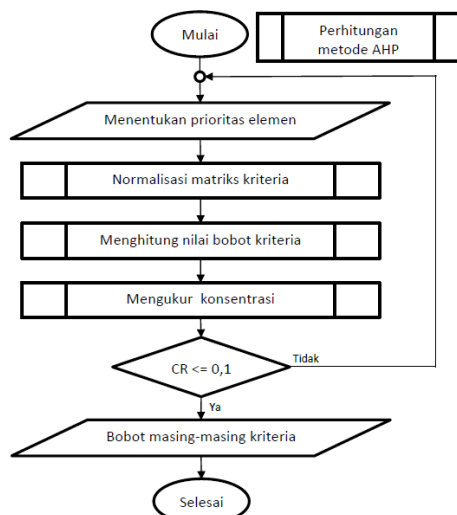 Mulai
Perhitungan
metode AHP
Menentukan prioritas elemen
Normalisasi matriks kriteria
Menghitung nilai bobot kriteria
Mengukur konsentrasi
CR <= 0,1
Tidak
Ya
Bobot masing-masing kriteria
Selesai